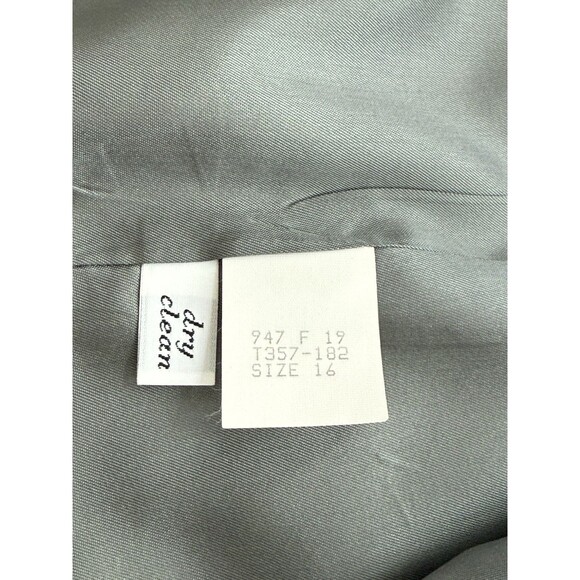 dry
clean
947 F 19
T357-182
SIZE 16